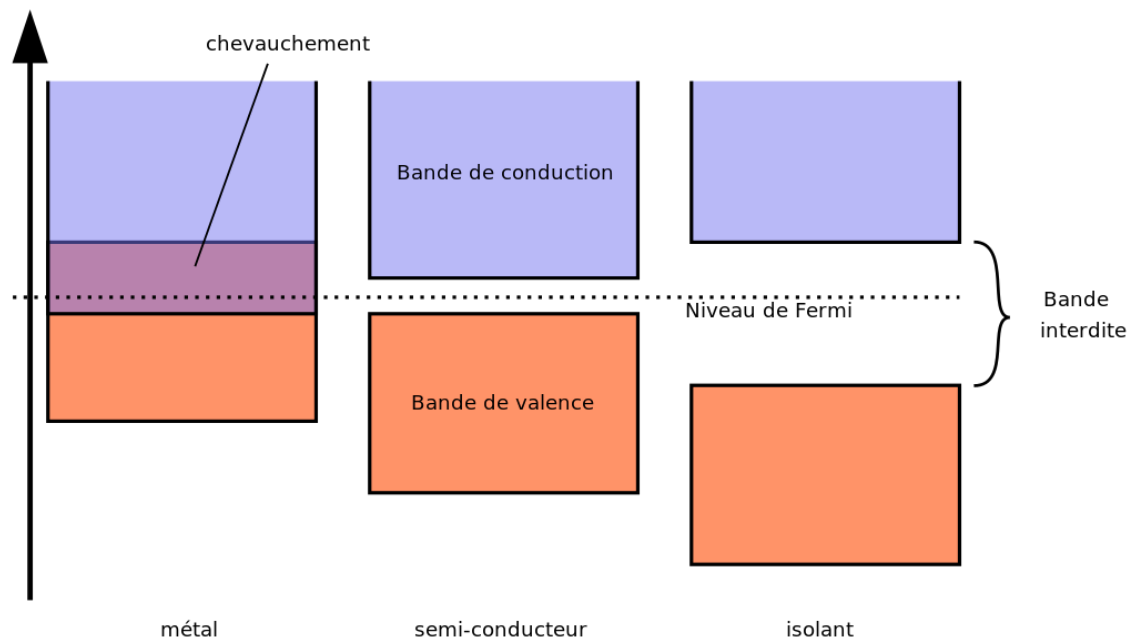 chevauchement
Bande de conduction
Niveau de Fermi
Bande
interdite
Bande de valence
métal
semi-conducteur
isolant